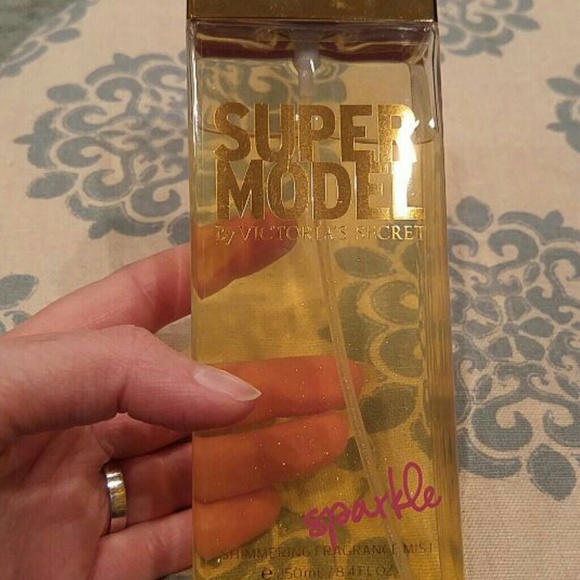 SUPER
MODEL
By VICTORIA'S SECRET
sparkle
SHIMMERING FRAGRANCE MIST
e 250mL / 8.4 FL OZ